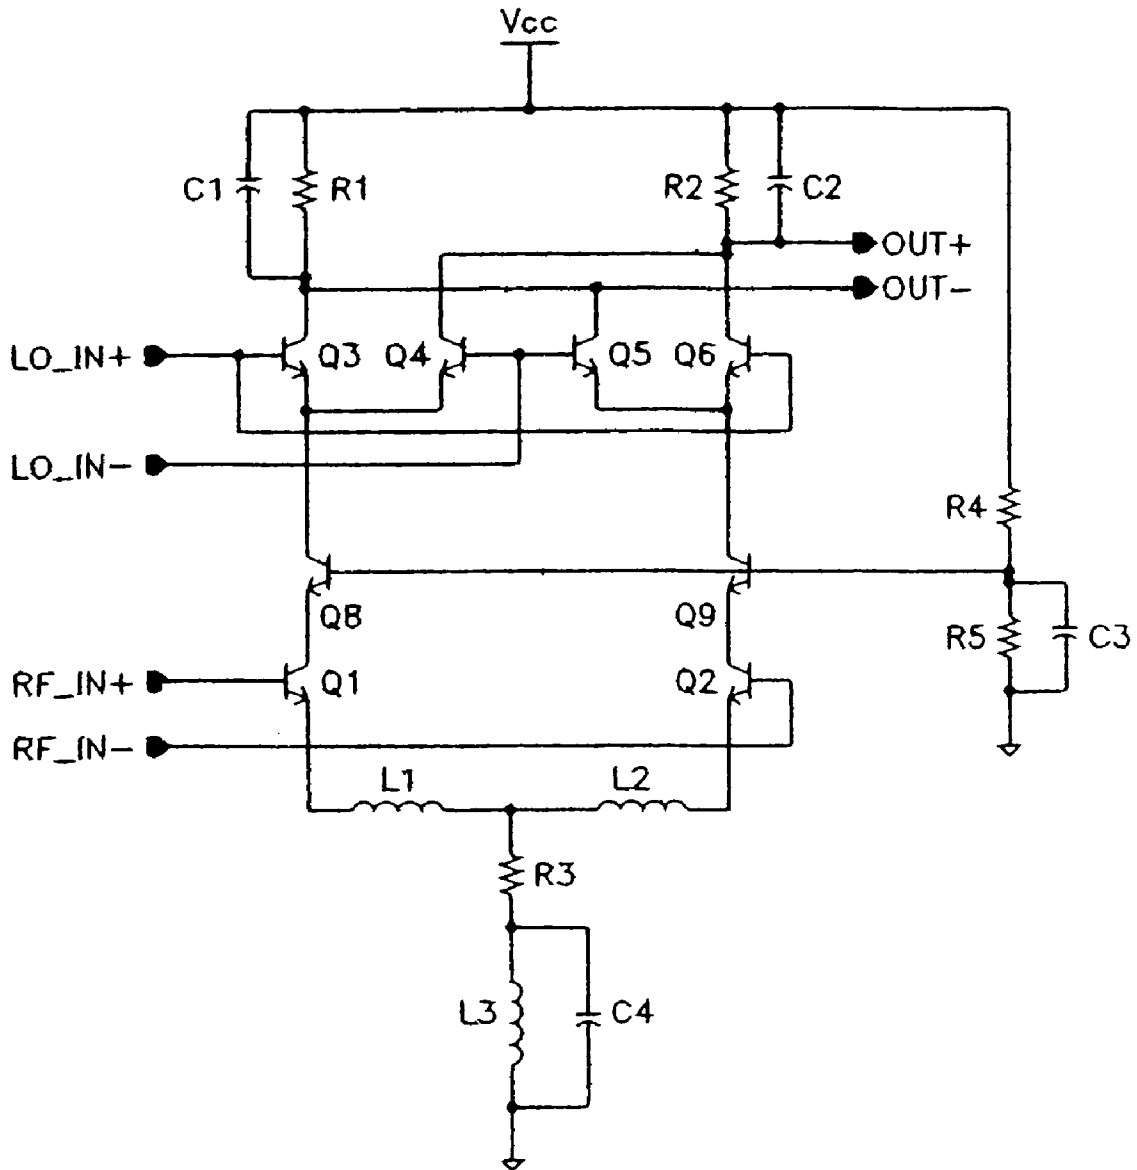 Vcc
C1
R1
R2
C2
OUT+
OUT-
LO_IN+
Q3
Q4
Q5
Q6
LO_IN-
R4
Q8
Q9
R5
C3
RF_IN+
Q1
Q2
RF_IN-
L1
L2
R3
L3
C4